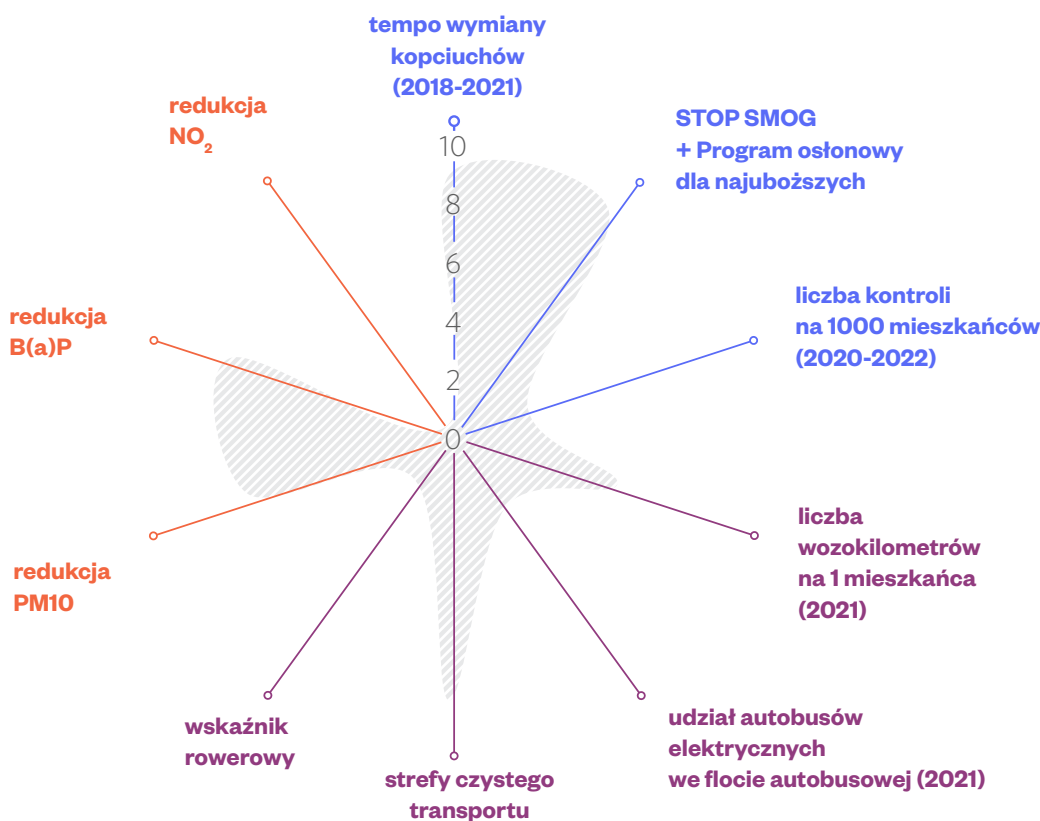 tempo wymiany
kopciuchów
(2018-2021)
STOP SMOG
+ Program osłonowy
dla najuboższych
liczba kontroli
na 1000 mieszkańców
(2020-2022)
liczba
wozokilometrów
na 1 mieszkańca
(2021)
udział autobusów
elektrycznych
we flocie autobusowej (2021)
strefy czystego
transportu
wskaźnik
rowerowy
redukcja
PM10
redukcja
B(a)P
redukcja
NO₂
10
8
6
4
2
0